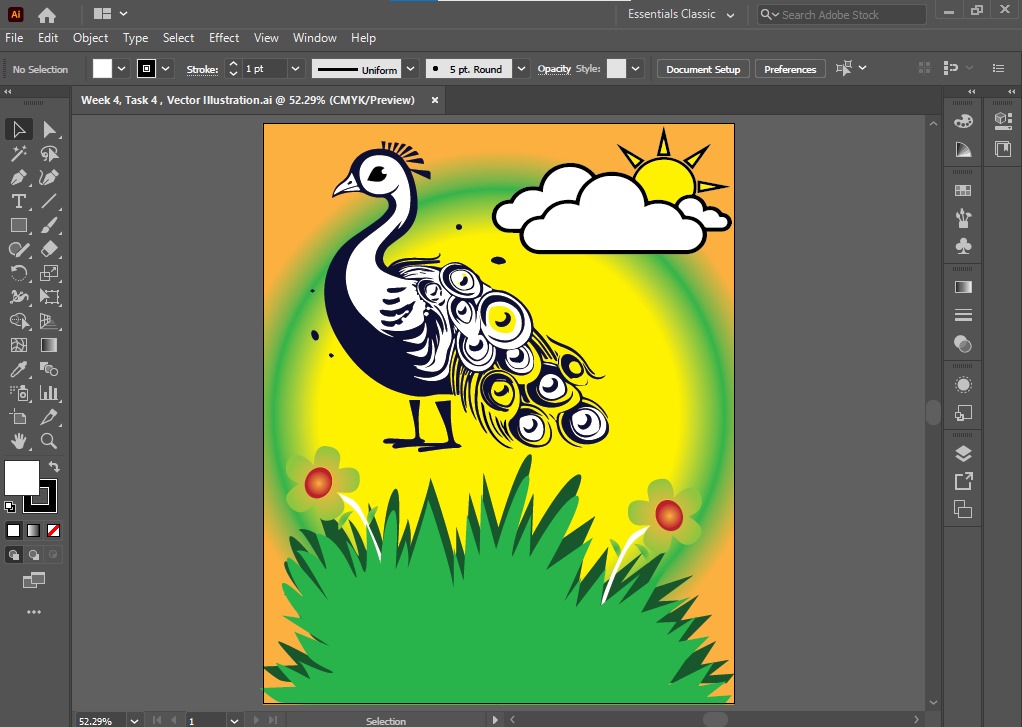 Ai
Essentials Classic
Search Adobe Stock
File Edit Object Type Select Effect View Window Help
No Selection Stroke: 1 pt Uniform 5 pt. Round Opacity Style: Document Setup Preferences
Week 4, Task 4 , Vector Illustration.ai @ 52.29% (CMYK/Preview) ×
T
52.29% 1 Selection